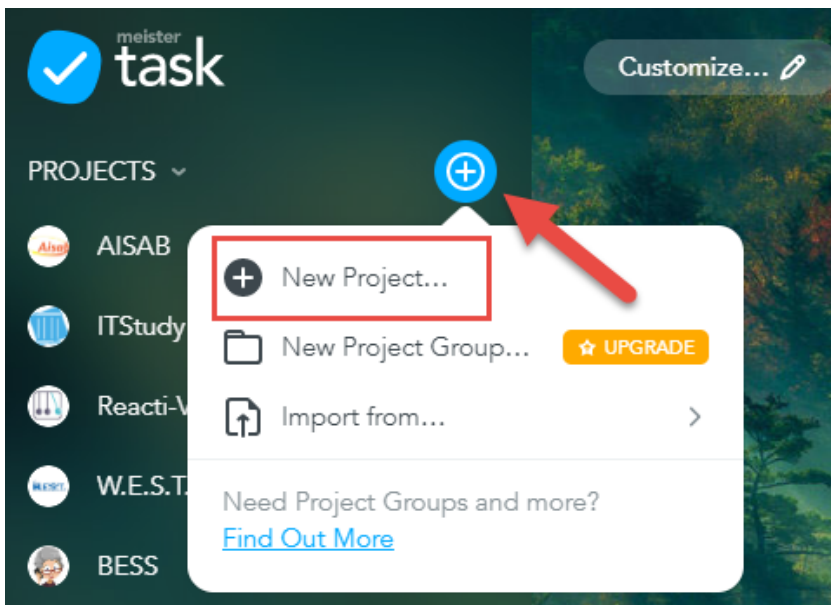 meister
task
Customize...
PROJECTS
AISAB
New Project...
ITStudy
New Project Group...
UPGRADE
Reacti-V
Import from...
W.E.S.T.
Need Project Groups and more?
Find Out More
BESS